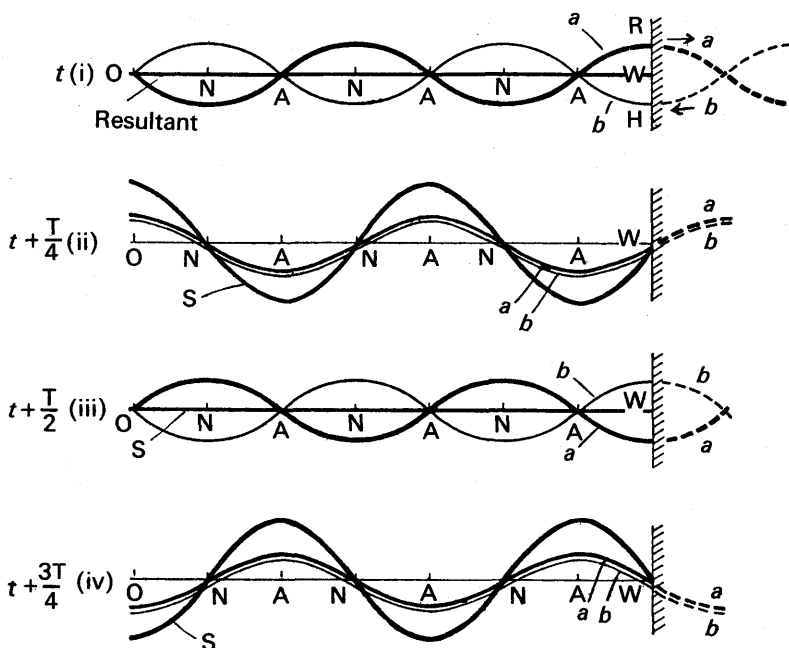 a R a
t (i) O N A N A N A W
Resultant b H b
t + T/4 (ii) W a b
O N A N A N A
S a b
b b
t + T/2 (iii) O N A N A N A W
S a a
t + 3T/4 (iv) O N A N A N A W a
S a b b